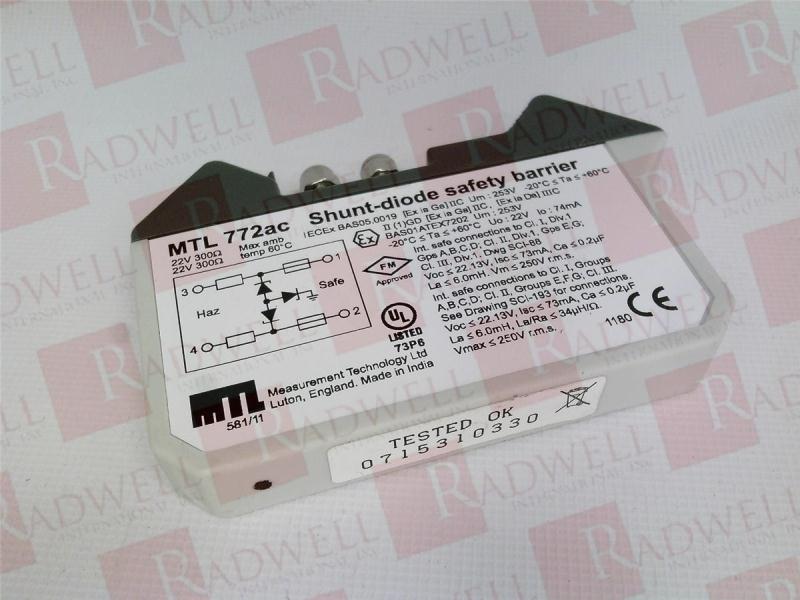 MTL 772ac Shunt-diode safety barrier
22V 300Ω
22V 300Ω
Max amb
temp 60°C
3
1
Haz
Safe
4
2
IECEx BAS05.0019 [Ex ia Ga] IIC Um : 253V -20°C ≤ Ta ≤ +60°C
Ex
II (1)GD [Ex ia Ga] IIC, [Ex ia Da] IIIC
BAS01ATEX7202 Um : 253V
-20°C ≤ Ta ≤ +60°C Uo : 22V Io : 74mA
FM
Approved
Int. safe connections to Cl. I, Div.1
Gps A,B,C,D; Cl. II, Div.1, Gps E,G;
Cl. III, Div.1, Dwg SCI-88
Voc ≤ 22.13V, Isc ≤ 73mA, Ca ≤ 0.2µF
La ≤ 6.0mH, Vm ≤ 250V r.m.s.
UL
LISTED
73P6
Int. safe connections to Cl. I, Groups
A,B,C,D; Cl. II, Groups E,F,G; Cl. III.
See Drawing SCI-193 for connections.
Voc ≤ 22.13V, Isc ≤ 73mA, Ca ≤ 0.2µF
La ≤ 6.0mH, La/Ra ≤ 34µH/Ω.
Vmax ≤ 250V r.m.s.
1180
CE
MTL
Measurement Technology Ltd
Luton, England. Made in India
581/11
TESTED OK
0715310330
RADWELL
INTERNATIONAL, INC.